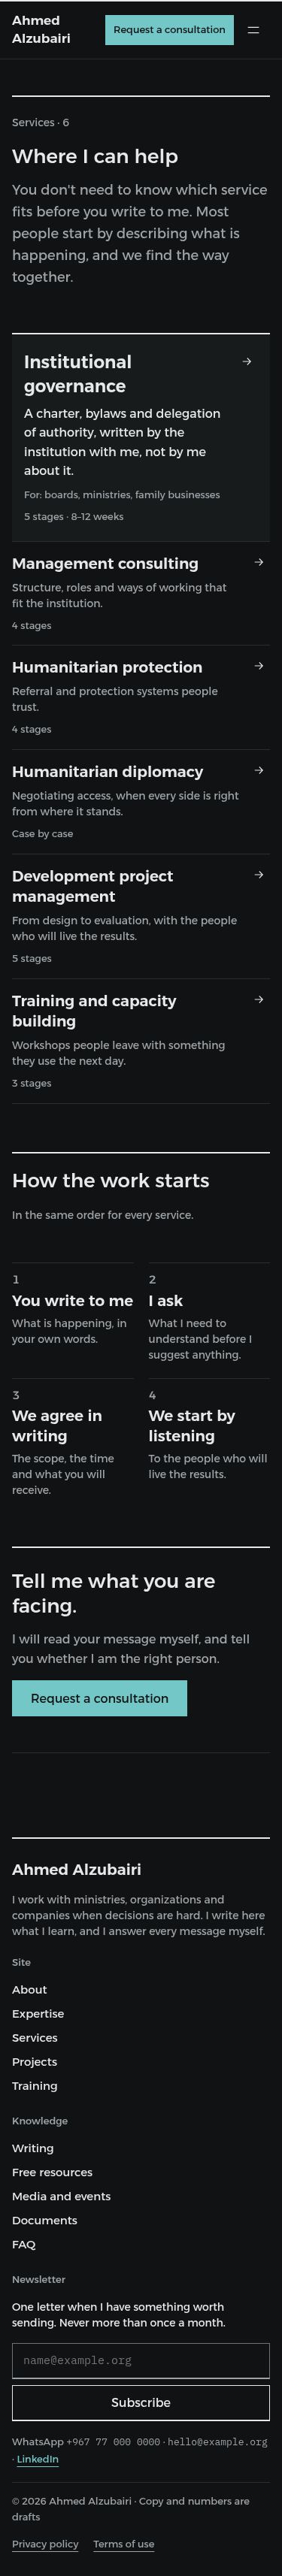 Ahmed
Alzubairi
Request a consultation
Services · 6
Where I can help
You don't need to know which service
fits before you write to me. Most
people start by describing what is
happening, and we find the way
together.
Institutional
governance
→
A charter, bylaws and delegation
of authority, written by the
institution with me, not by me
about it.
For: boards, ministries, family businesses
5 stages · 8–12 weeks
Management consulting →
Structure, roles and ways of working that
fit the institution.
4 stages
Humanitarian protection →
Referral and protection systems people
trust.
4 stages
Humanitarian diplomacy →
Negotiating access, when every side is right
from where it stands.
Case by case
Development project →
management
From design to evaluation, with the people
who will live the results.
5 stages
Training and capacity →
building
Workshops people leave with something
they use the next day.
3 stages
How the work starts
In the same order for every service.
1
You write to me
What is happening, in
your own words.
2
I ask
What I need to
understand before I
suggest anything.
3
We agree in
writing
The scope, the time
and what you will
receive.
4
We start by
listening
To the people who will
live the results.
Tell me what you are
facing.
I will read your message myself, and tell
you whether I am the right person.
Request a consultation
Ahmed Alzubairi
I work with ministries, organizations and
companies when decisions are hard. I write here
what I learn, and I answer every message myself.
Site
About
Expertise
Services
Projects
Training
Knowledge
Writing
Free resources
Media and events
Documents
FAQ
Newsletter
One letter when I have something worth
sending. Never more than once a month.
name@example.org
Subscribe
WhatsApp +967 77 000 0000 · hello@example.org
· LinkedIn
© 2026 Ahmed Alzubairi · Copy and numbers are
drafts
Privacy policy Terms of use